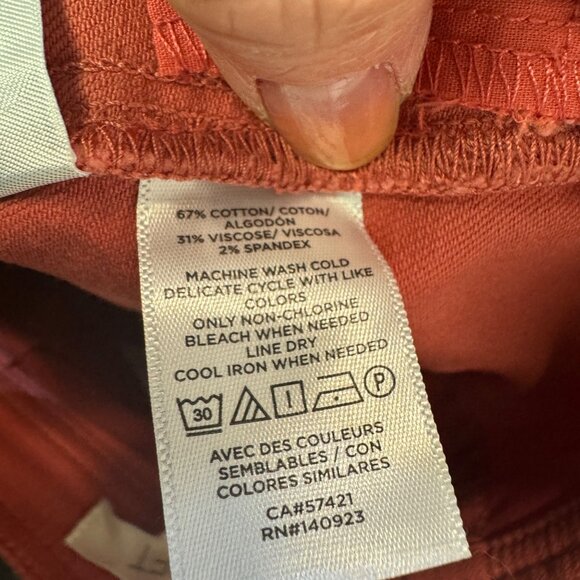 67% COTTON/ COTON/
ALGODÓN
31% VISCOSE/ VISCOSA
2% SPANDEX
MACHINE WASH COLD
DELICATE CYCLE WITH LIKE
COLORS
ONLY NON-CHLORINE
BLEACH WHEN NEEDED
LINE DRY
COOL IRON WHEN NEEDED
30 P
AVEC DES COULEURS
SEMBLABLES / CON
COLORES SIMILARES
CA#57421
RN#140923